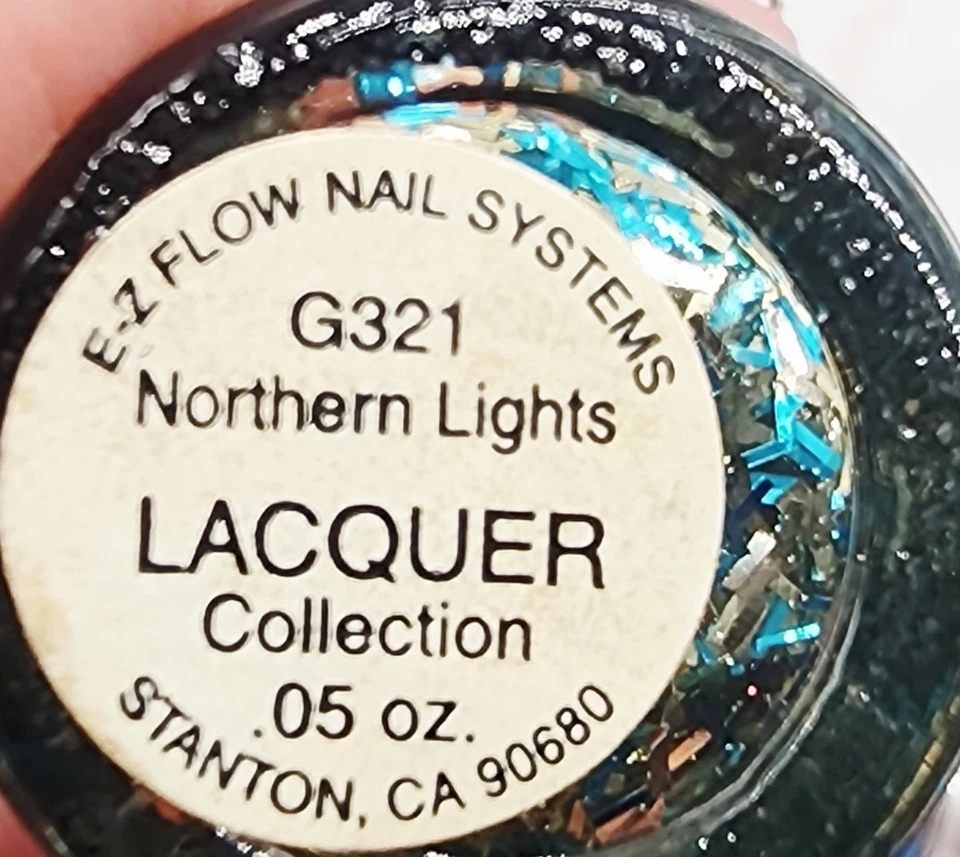 E-Z FLOW NAIL SYSTEMS
G321
Northern Lights
LACQUER
Collection
.05 oz.
STANTON, CA 90680